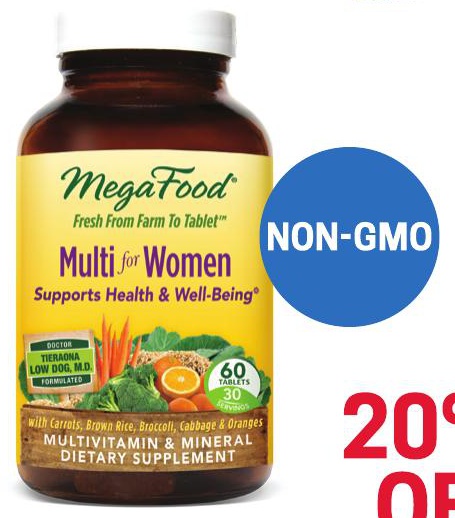 MegaFood®
Fresh From Farm To Tablet™
Multi for Women
Supports Health & Well-Being◊
NON-GMO
DOCTOR
TIERAONA
LOW DOG, M.D.
FORMULATED
60
TABLETS
30
SERVINGS
with Carrots, Brown Rice, Broccoli, Cabbage & Oranges
MULTIVITAMIN & MINERAL
DIETARY SUPPLEMENT
20